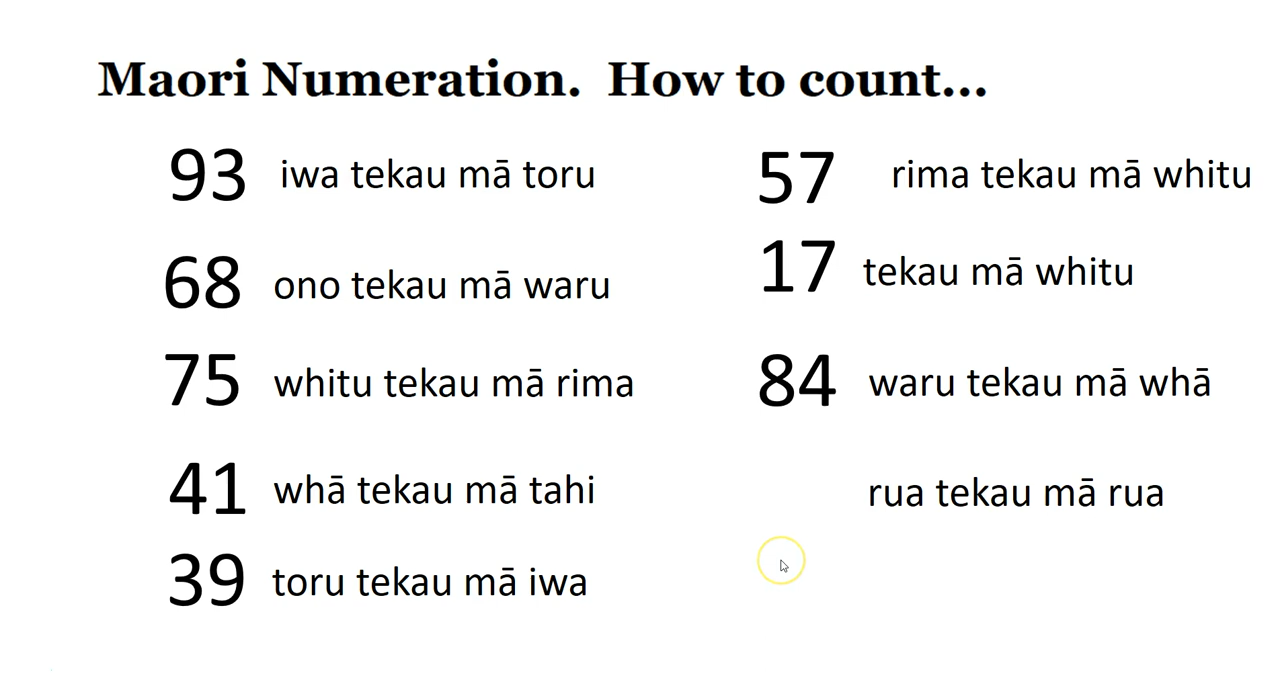 Maori Numeration.  How to count...
93 iwa tekau mā toru
68 ono tekau mā waru
75 whitu tekau mā rima
41 whā tekau mā tahi
39 toru tekau mā iwa
57 rima tekau mā whitu
17 tekau mā whitu
84 waru tekau mā whā
rua tekau mā rua